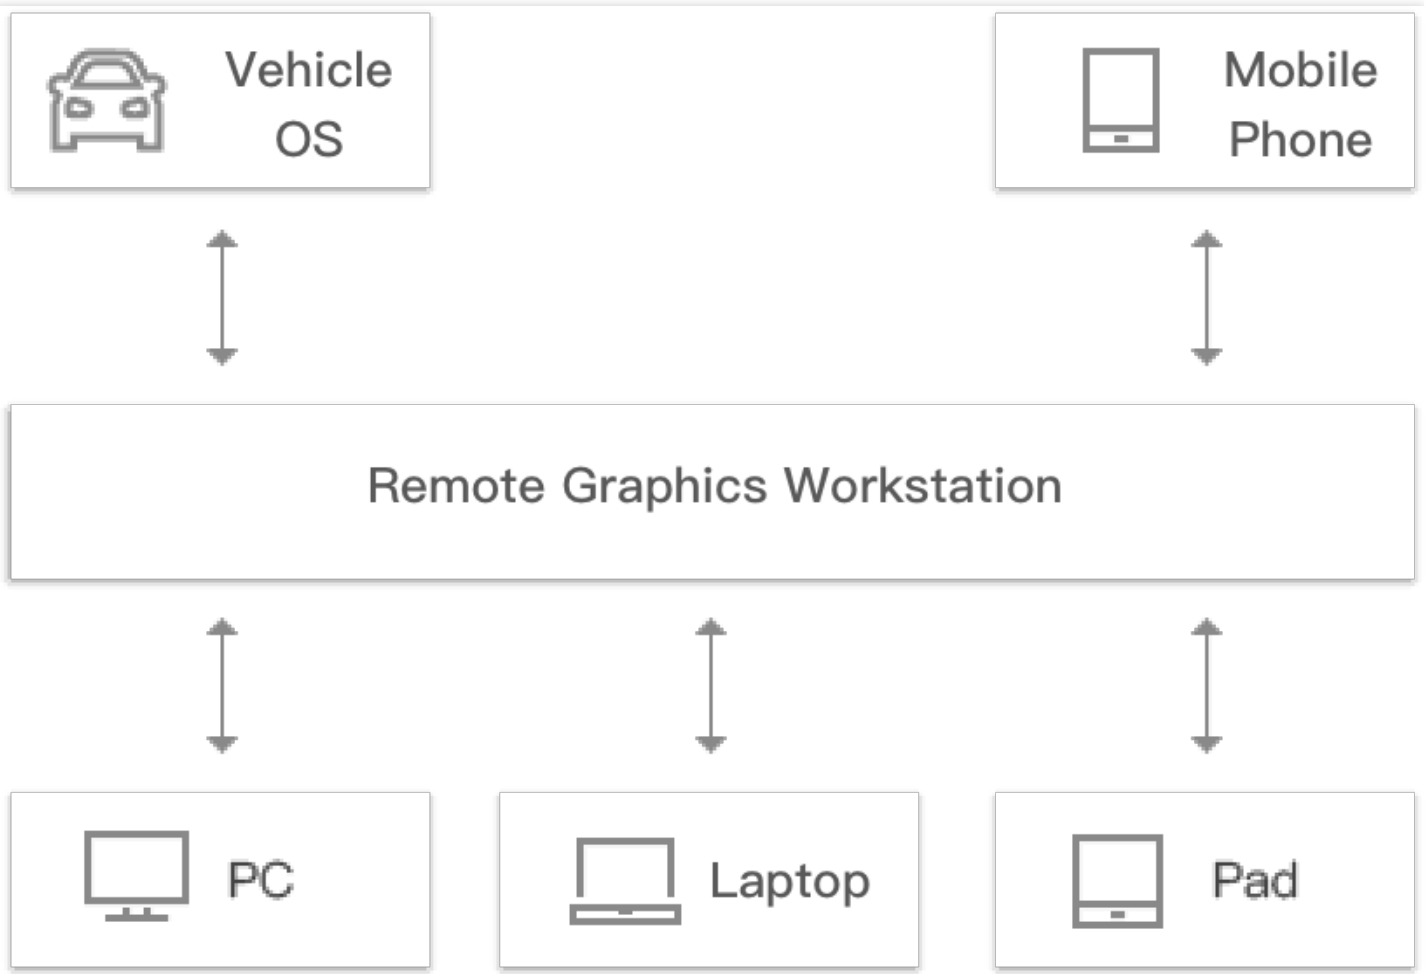 Vehicle
OS
Mobile
Phone
Remote Graphics Workstation
PC
Laptop
Pad